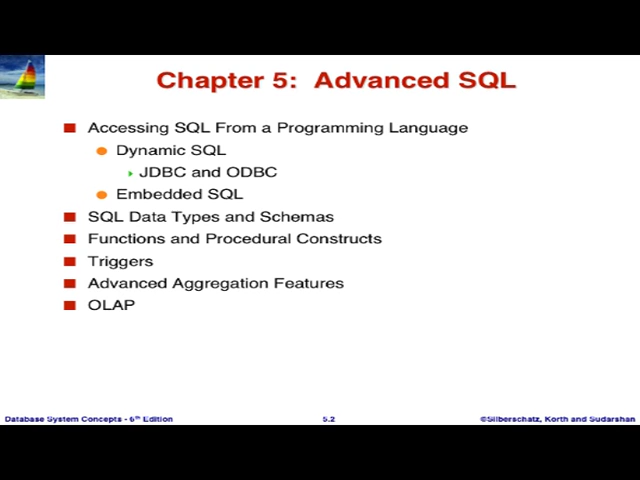 Chapter 5: Advanced SQL
Accessing SQL From a Programming Language
Dynamic SQL
JDBC and ODBC
Embedded SQL
SQL Data Types and Schemas
Functions and Procedural Constructs
Triggers
Advanced Aggregation Features
OLAP
Database System Concepts - 6th Edition
5.2
©Silberschatz, Korth and Sudarshan